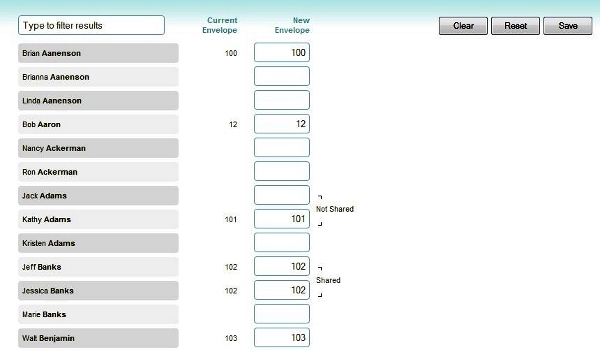 Type to filter results
Current Envelope
New Envelope
Clear
Reset
Save
Brian Aanenson 100 100
Brianna Aanenson
Linda Aanenson
Bob Aaron 12 12
Nancy Ackerman
Ron Ackerman
Jack Adams
Not Shared
Kathy Adams 101 101
Kristen Adams
Jeff Banks 102 102
Shared
Jessica Banks 102 102
Marie Banks
Walt Benjamin 103 103